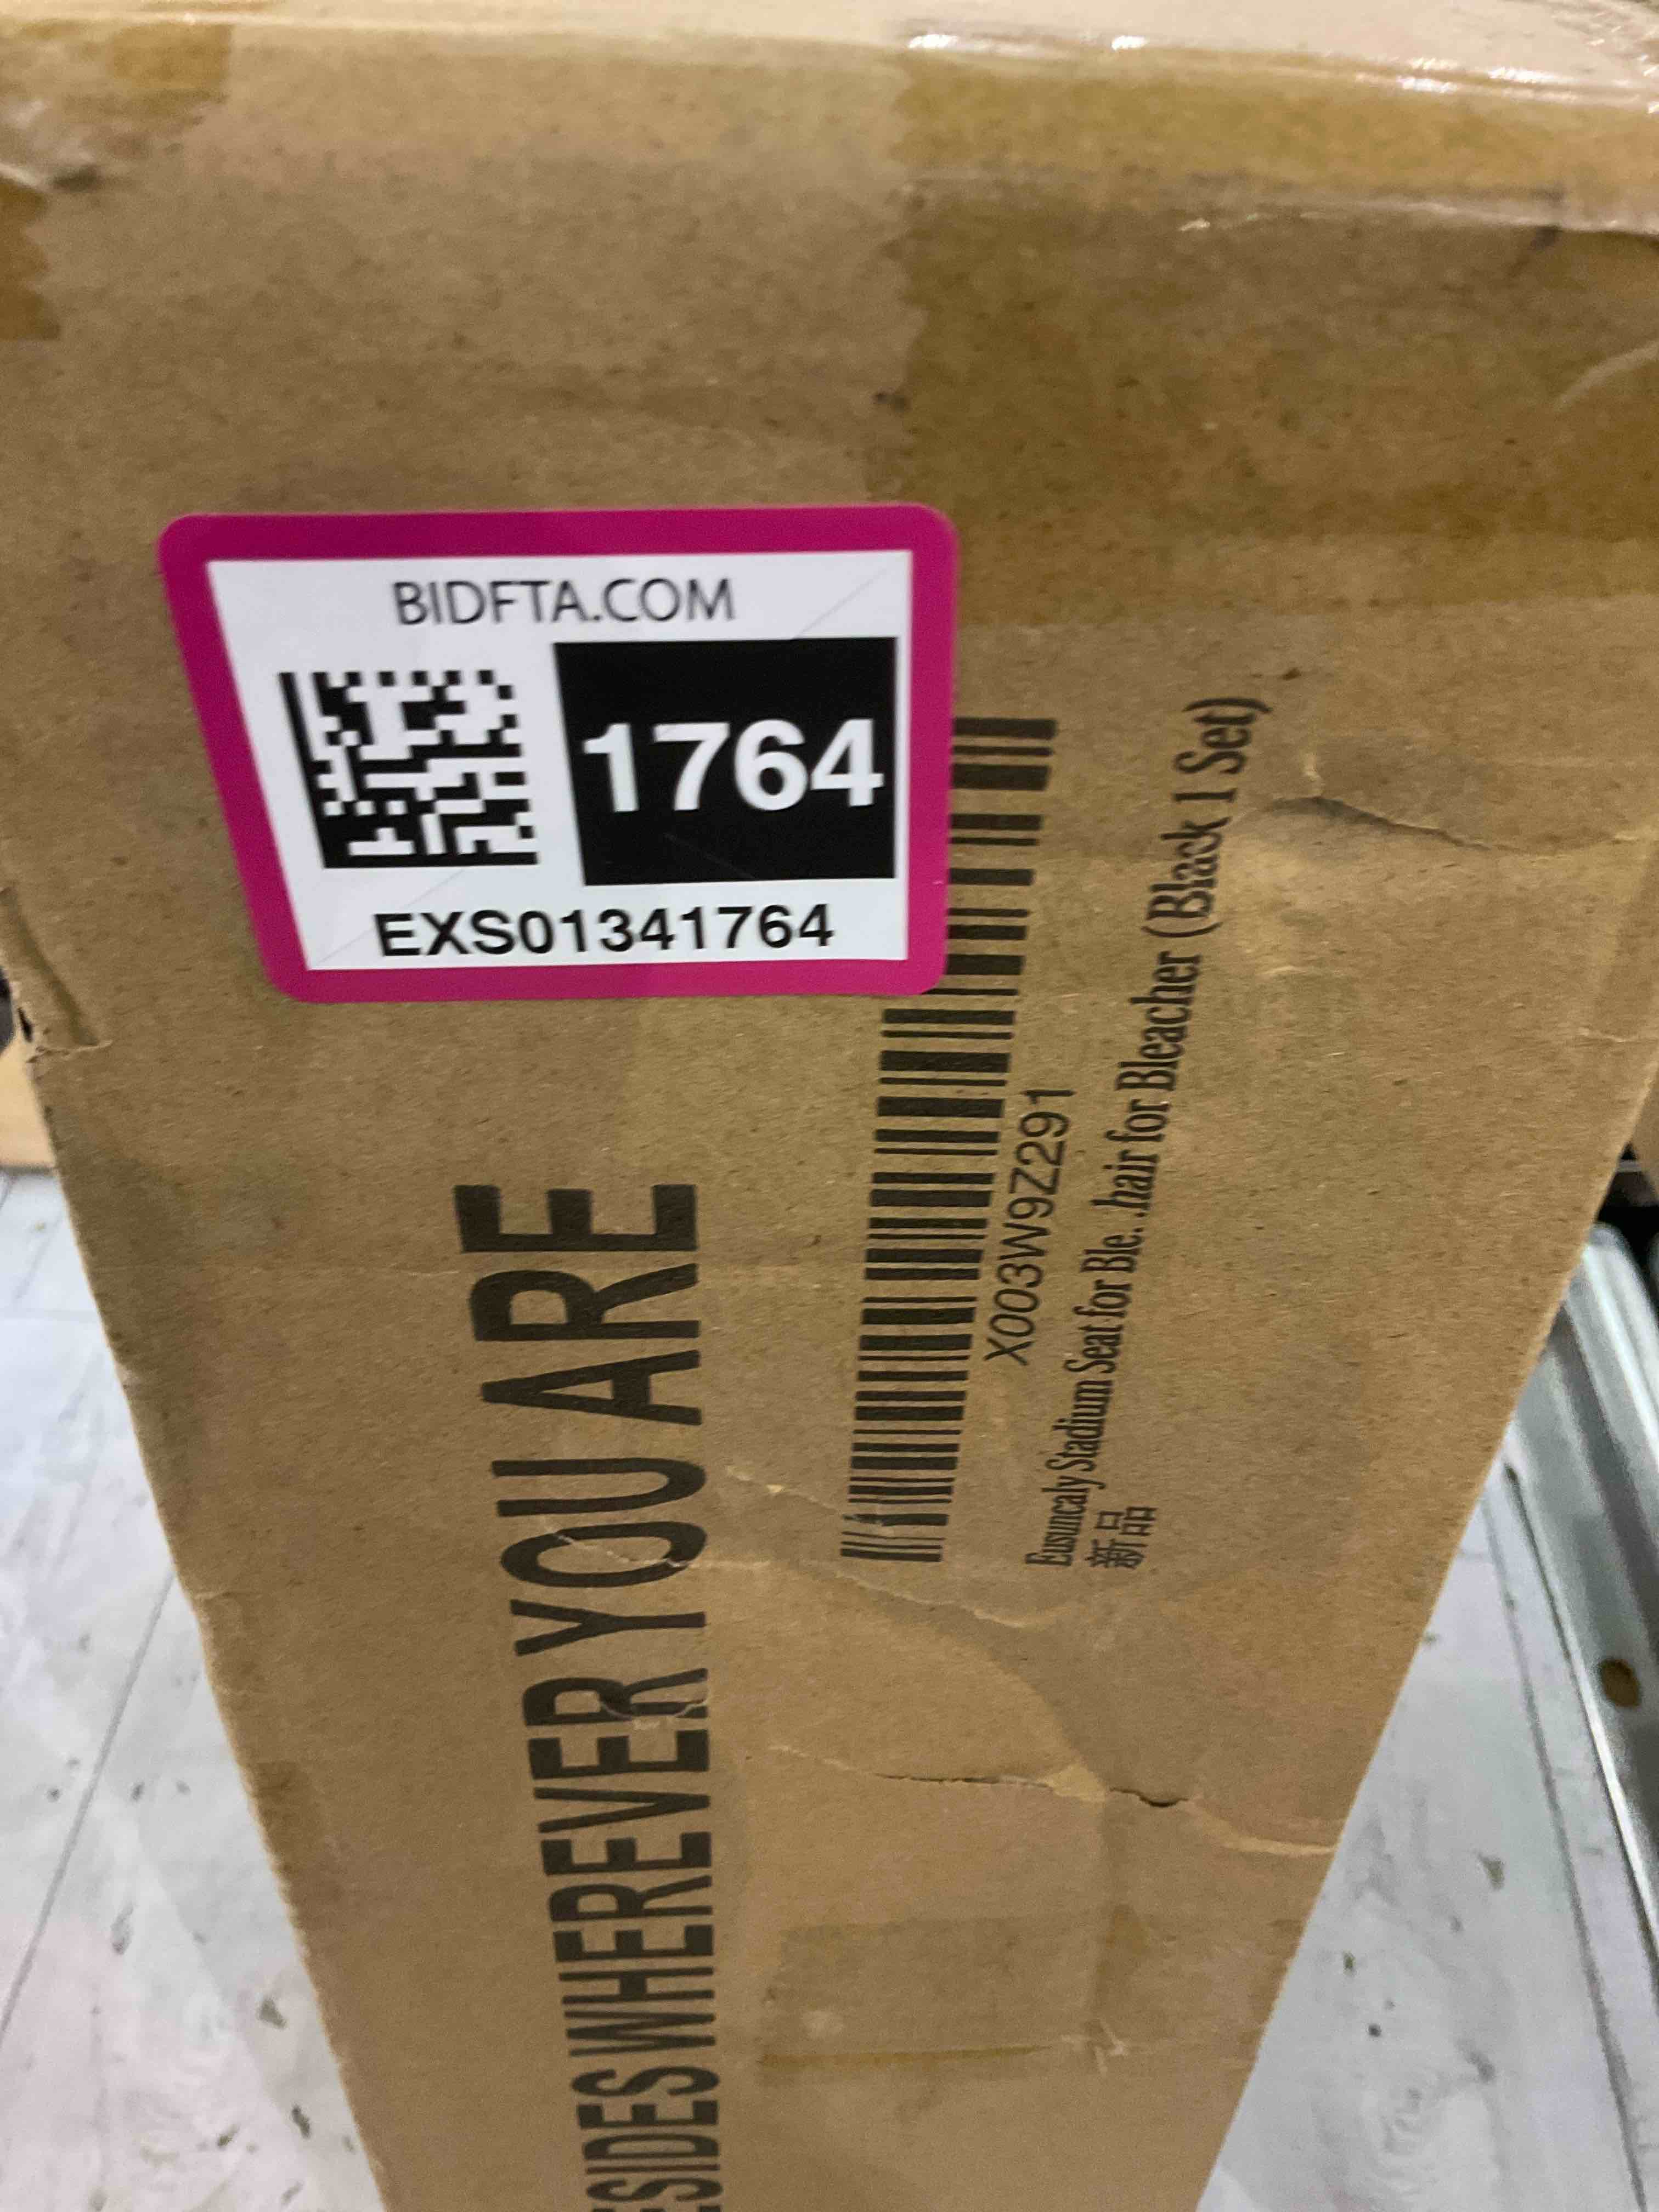 BIDFTA.COM
1764
EXS01341764
X003W9Z291
Eusuncaly Stadium Seat for Ble...hair for Bleacher (Black 1 Set)
新品
ESIDES WHEREVER YOU ARE